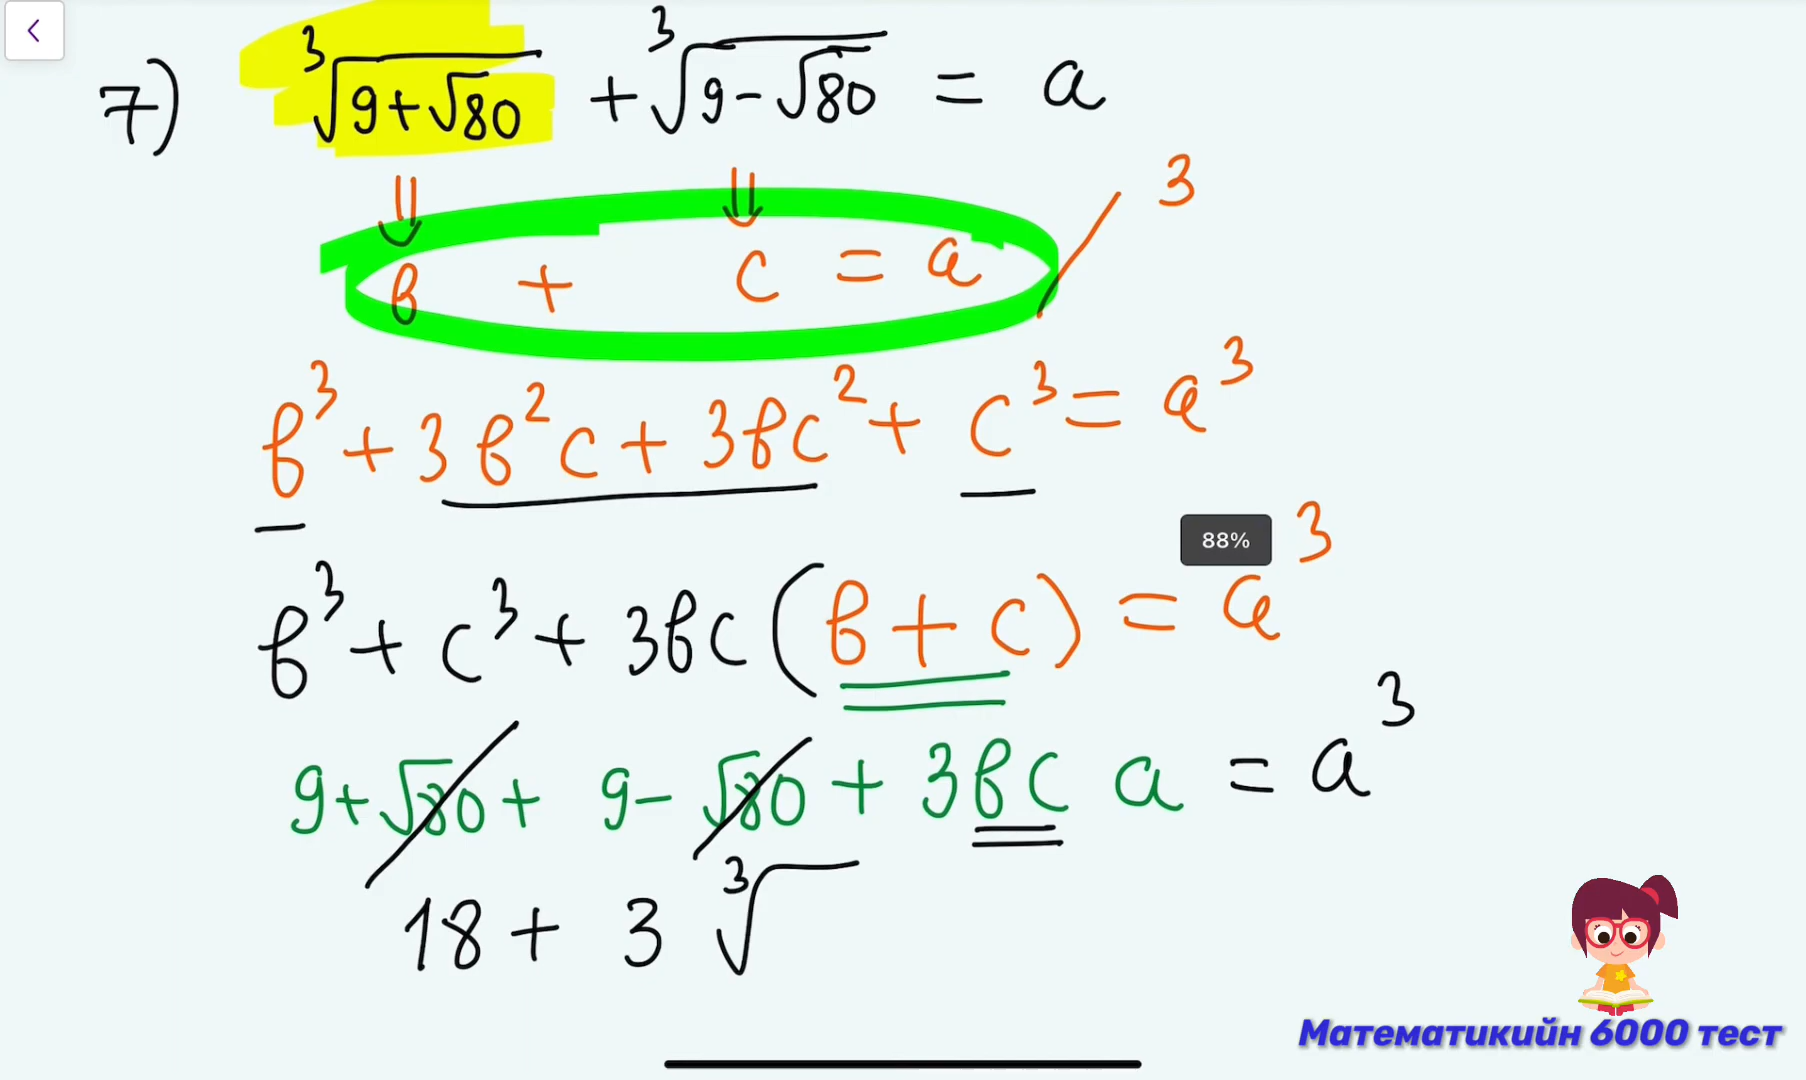 7) ∛(9+√80) + ∛(9-√80) = a
в + c = a / 3
в³ + 3в²c + 3вc² + c³ = a³
88%
в³ + c³ + 3вc (в + c) = a³
9+√80 + 9-√80 + 3вc a = a³
18 + 3 ∛
Математикийн 6000 тест